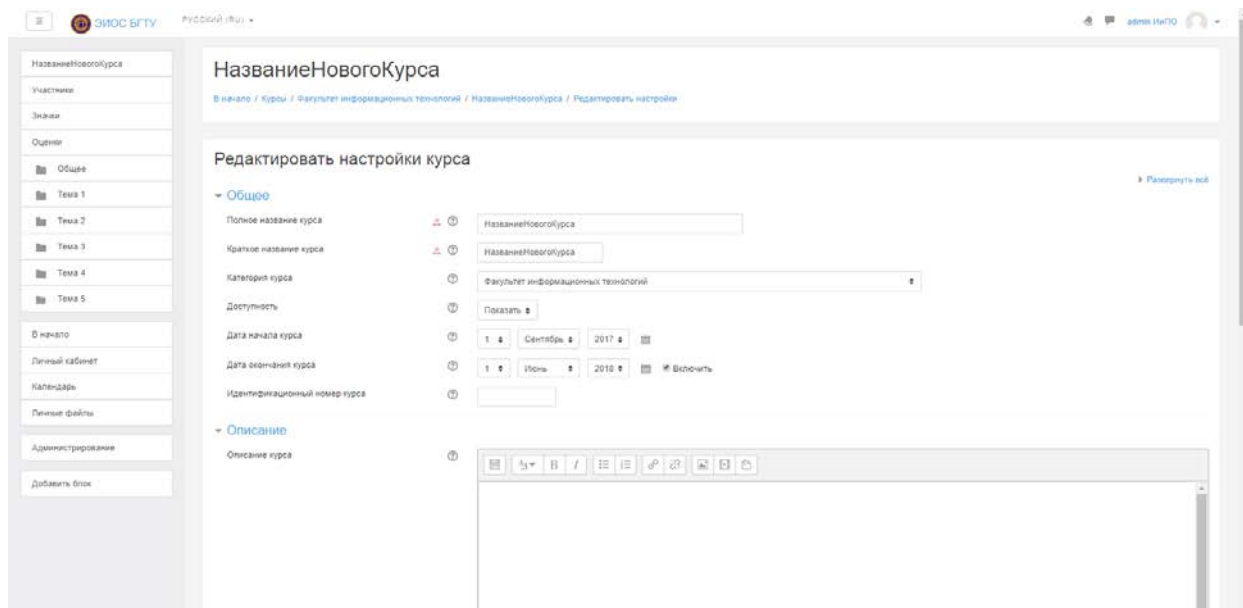 ЭИОС БГТУ РУССКИЙ (RU)
admin ИиПО
НазваниеНовогоКурса
Участники
Значки
Оценки
Общее
Тема 1
Тема 2
Тема 3
Тема 4
Тема 5
В начало
Личный кабинет
Календарь
Личные файлы
Администрирование
Добавить блок
НазваниеНовогоКурса
В начало / Курсы / Факультет информационных технологий / НазваниеНовогоКурса / Редактировать настройки
Редактировать настройки курса
Развернуть всё
Общее
Полное название курса НазваниеНовогоКурса
Краткое название курса НазваниеНовогоКурса
Категория курса Факультет информационных технологий
Доступность Показать
Дата начала курса 1 Сентябрь 2017
Дата окончания курса 1 Июнь 2018 Включить
Идентификационный номер курса
Описание
Описание курса
B I